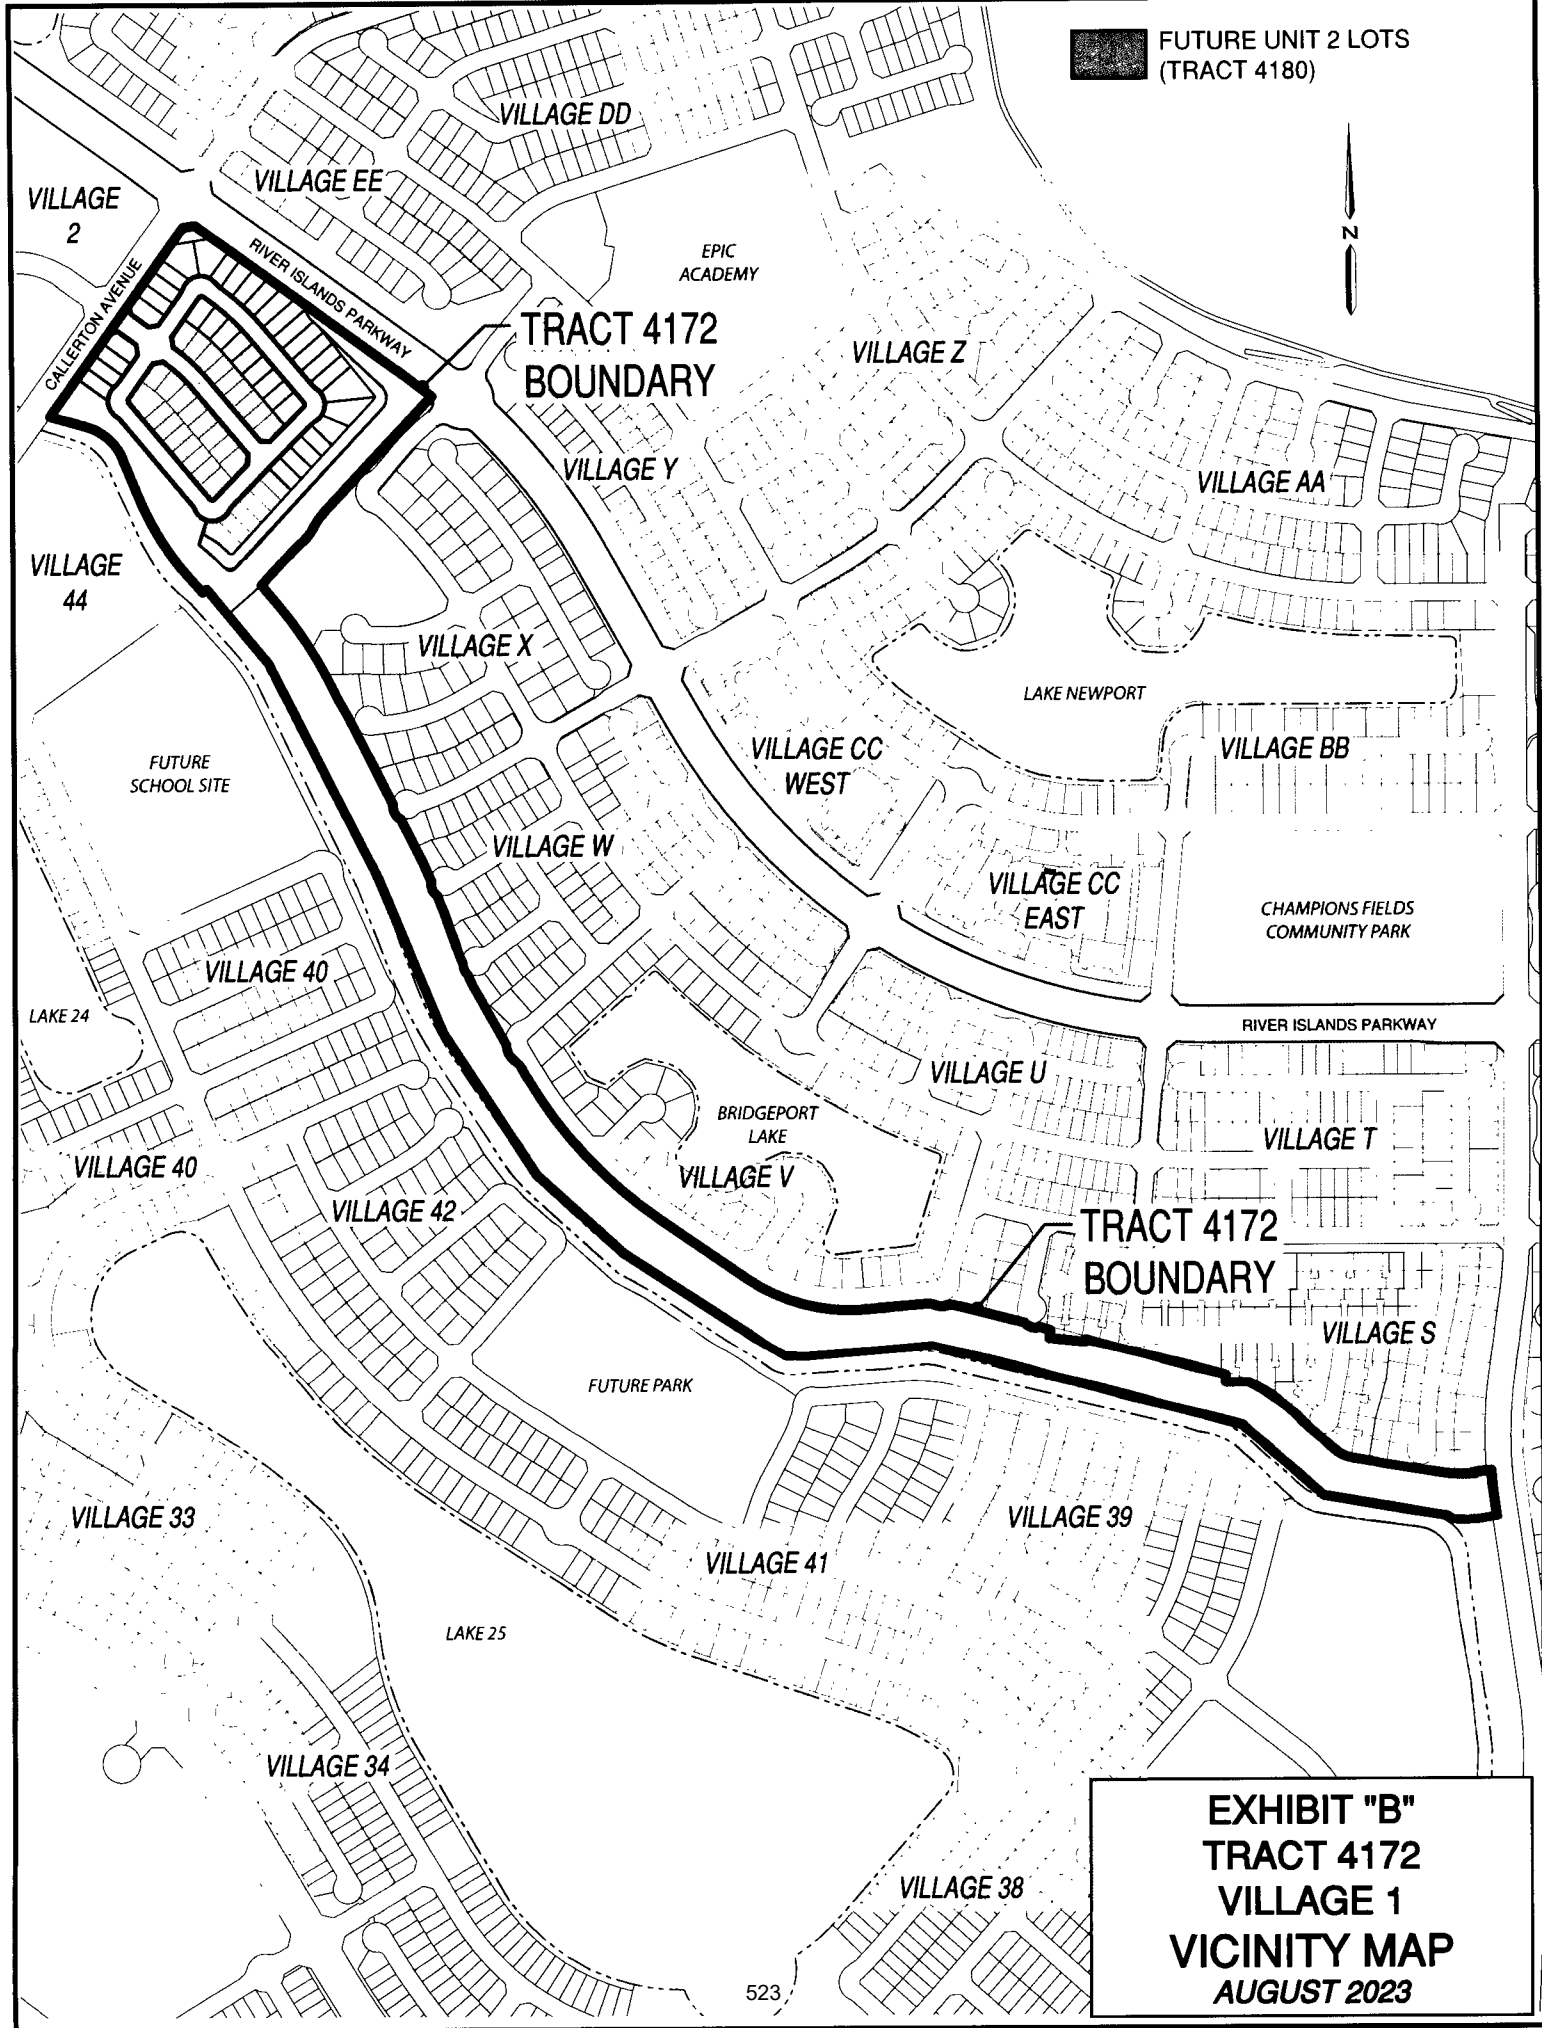 FUTURE UNIT 2 LOTS
(TRACT 4180)
VILLAGE DD
VILLAGE EE
VILLAGE
2
N
RIVER ISLANDS PARKWAY
EPIC
ACADEMY
CALLERTON AVENUE
TRACT 4172
BOUNDARY
VILLAGE Z
VILLAGE Y
VILLAGE AA
VILLAGE
44
VILLAGE X
LAKE NEWPORT
FUTURE
SCHOOL SITE
VILLAGE CC
WEST
VILLAGE BB
VILLAGE W
VILLAGE CC
EAST
CHAMPIONS FIELDS
COMMUNITY PARK
VILLAGE 40
LAKE 24
RIVER ISLANDS PARKWAY
VILLAGE U
BRIDGEPORT
LAKE
VILLAGE T
VILLAGE 40
VILLAGE V
VILLAGE 42
TRACT 4172
BOUNDARY
VILLAGE S
FUTURE PARK
VILLAGE 33
VILLAGE 39
VILLAGE 41
LAKE 25
VILLAGE 34
VILLAGE 38
EXHIBIT "B"
TRACT 4172
VILLAGE 1
VICINITY MAP
AUGUST 2023
523